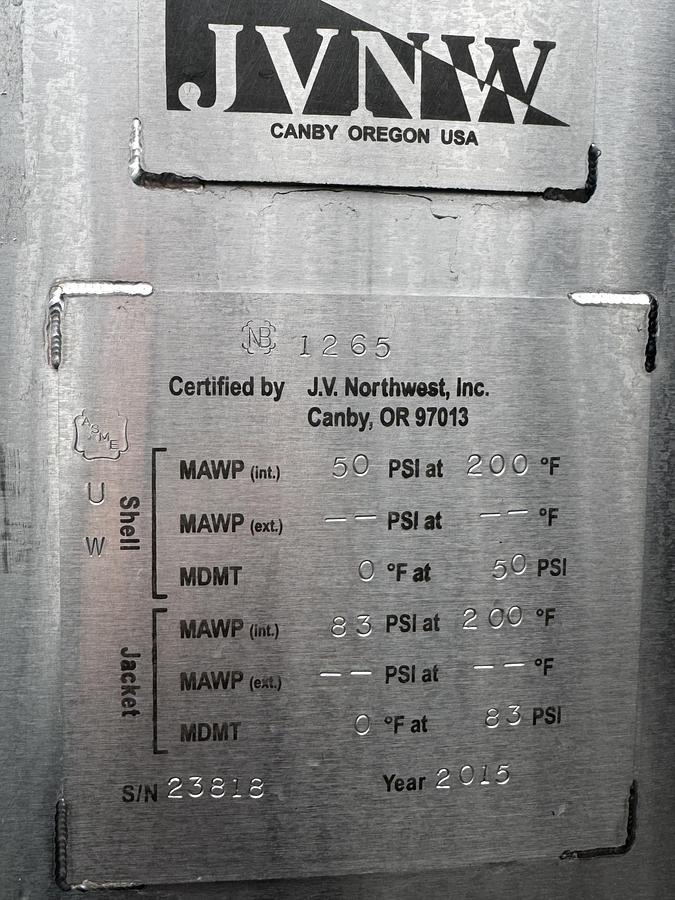 JVNW
CANBY OREGON USA
NB 1265
Certified by J.V. Northwest, Inc.
Canby, OR 97013
ASME
U
W
Shell
MAWP (int.) 50 PSI at 200 °F
MAWP (ext.) -- PSI at -- °F
MDMT 0 °F at 50 PSI
Jacket
MAWP (int.) 83 PSI at 200 °F
MAWP (ext.) -- PSI at -- °F
MDMT 0 °F at 83 PSI
S/N 23818 Year 2015